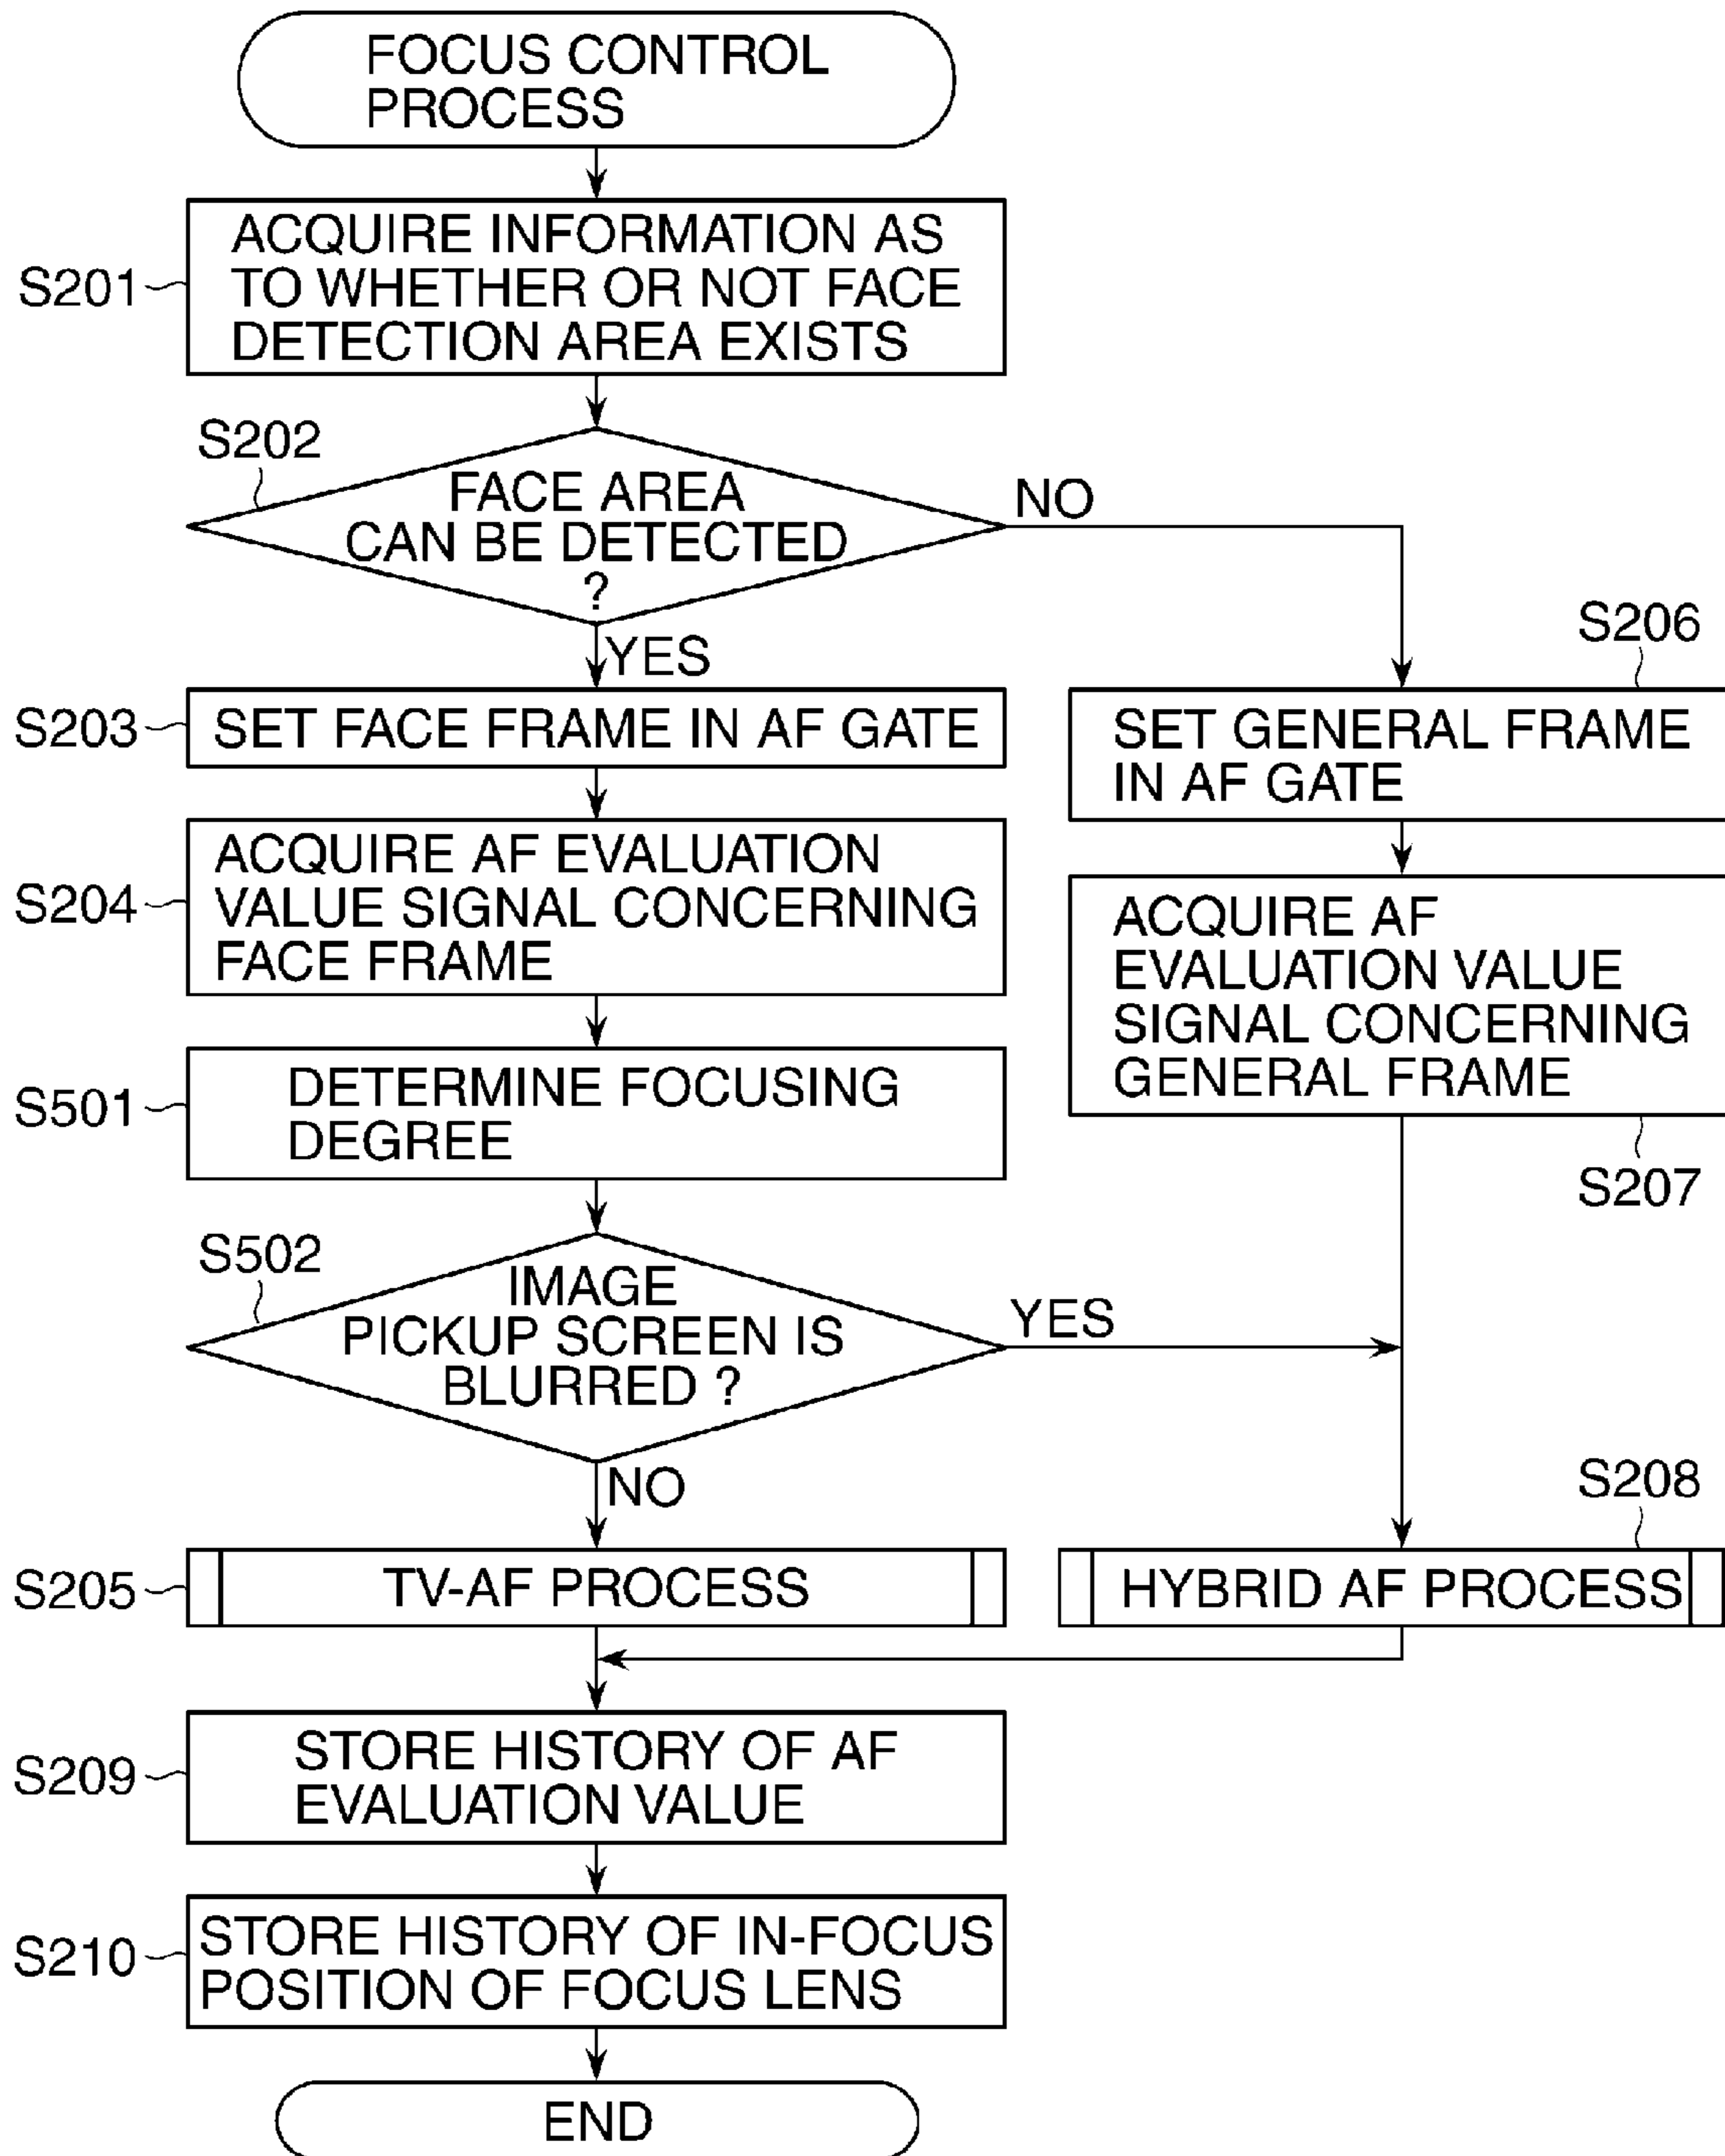 FOCUS CONTROL
PROCESS
S201
ACQUIRE INFORMATION AS
TO WHETHER OR NOT FACE
DETECTION AREA EXISTS
S202
FACE AREA
CAN BE DETECTED
?
NO
YES
S203
SET FACE FRAME IN AF GATE
S206
SET GENERAL FRAME
IN AF GATE
S204
ACQUIRE AF EVALUATION
VALUE SIGNAL CONCERNING
FACE FRAME
ACQUIRE AF
EVALUATION VALUE
SIGNAL CONCERNING
GENERAL FRAME
S207
S501
DETERMINE FOCUSING
DEGREE
S502
IMAGE
PICKUP SCREEN IS
BLURRED ?
YES
NO
S205
TV-AF PROCESS
S208
HYBRID AF PROCESS
S209
STORE HISTORY OF AF
EVALUATION VALUE
S210
STORE HISTORY OF IN-FOCUS
POSITION OF FOCUS LENS
END